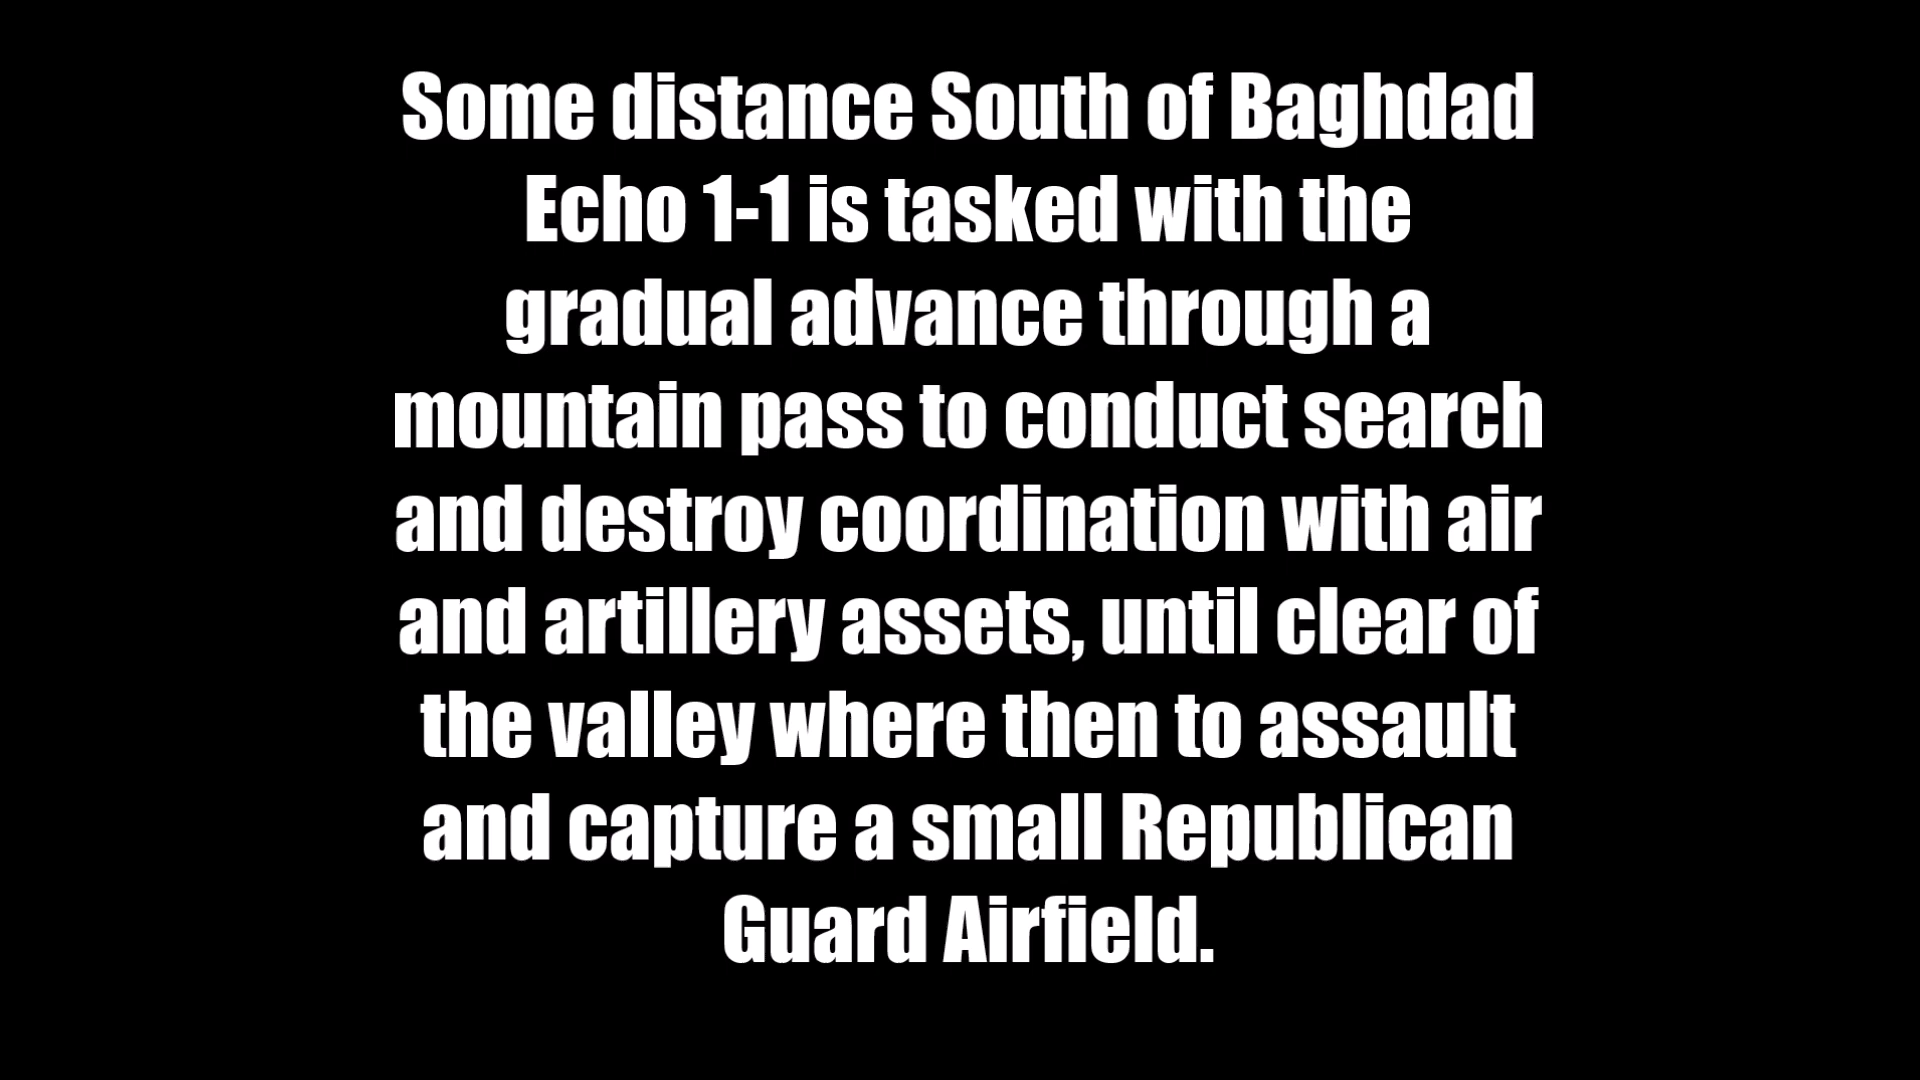 Some distance South of Baghdad
Echo 1-1 is tasked with the
gradual advance through a
mountain pass to conduct search
and destroy coordination with air
and artillery assets, until clear of
the valley where then to assault
and capture a small Republican
Guard Airfield.